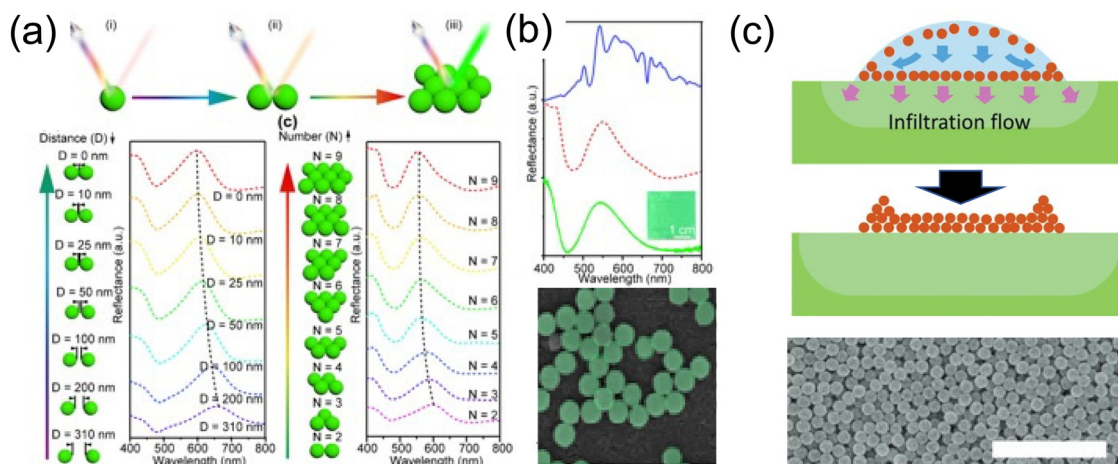 (a)
(i)
(ii)
(iii)
(c)
Distance (D)
D = 0 nm
D = 10 nm
D = 25 nm
D = 50 nm
D = 100 nm
D = 200 nm
D = 310 nm
Reflectance (a.u.)
D = 0 nm
D = 10 nm
D = 25 nm
D = 50 nm
D = 100 nm
D = 200 nm
D = 310 nm
400 500 600 700 800
Wavelength (nm)
Number (N)
N = 9
N = 8
N = 7
N = 6
N = 5
N = 4
N = 3
N = 2
Reflectance (a.u.)
N = 9
N = 8
N = 7
N = 6
N = 5
N = 4
N = 3
N = 2
400 500 600 700 800
Wavelength (nm)
(b)
Reflectance (a.u.)
1 cm
400 500 600 700 800
Wavelength (nm)
(c)
Infiltration flow